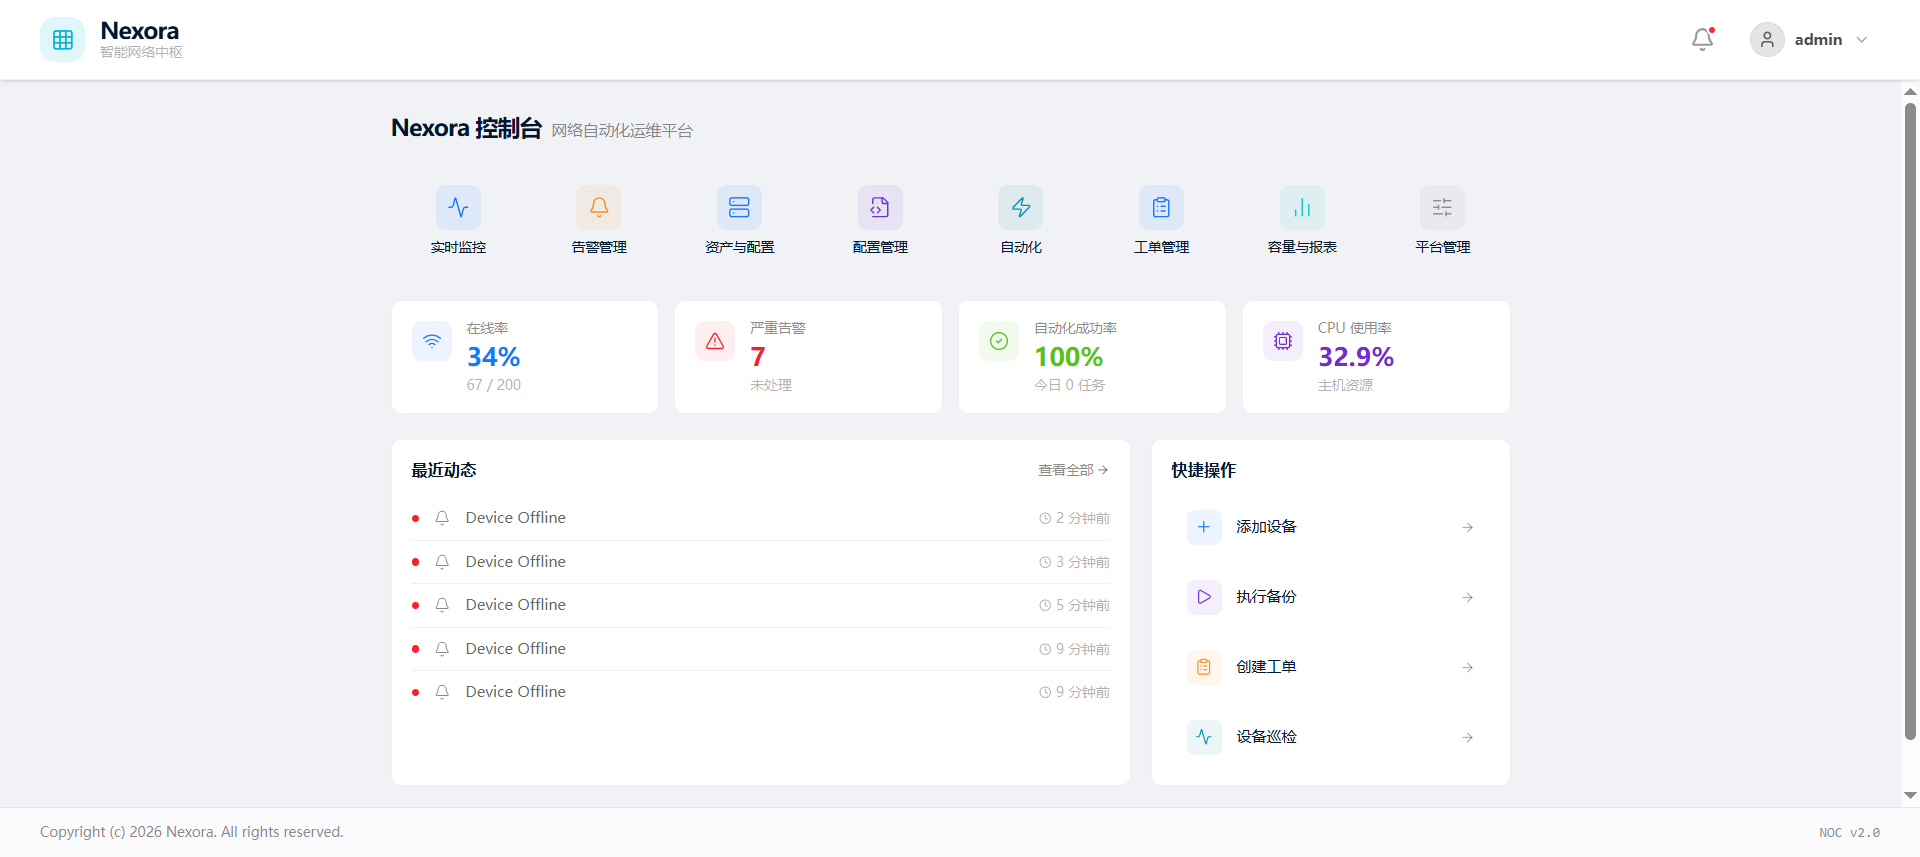 Nexora
智能网络中枢
admin
Nexora 控制台 网络自动化运维平台
实时监控 告警管理 资产与配置 配置管理 自动化 工单管理 容量与报表 平台管理
在线率
34%
67 / 200
严重告警
7
未处理
自动化成功率
100%
今日 0 任务
CPU 使用率
32.9%
主机资源
最近动态 查看全部
Device Offline 2 分钟前
Device Offline 3 分钟前
Device Offline 5 分钟前
Device Offline 9 分钟前
Device Offline 9 分钟前
快捷操作
添加设备
执行备份
创建工单
设备巡检
Copyright (c) 2026 Nexora. All rights reserved.
NOC v2.0